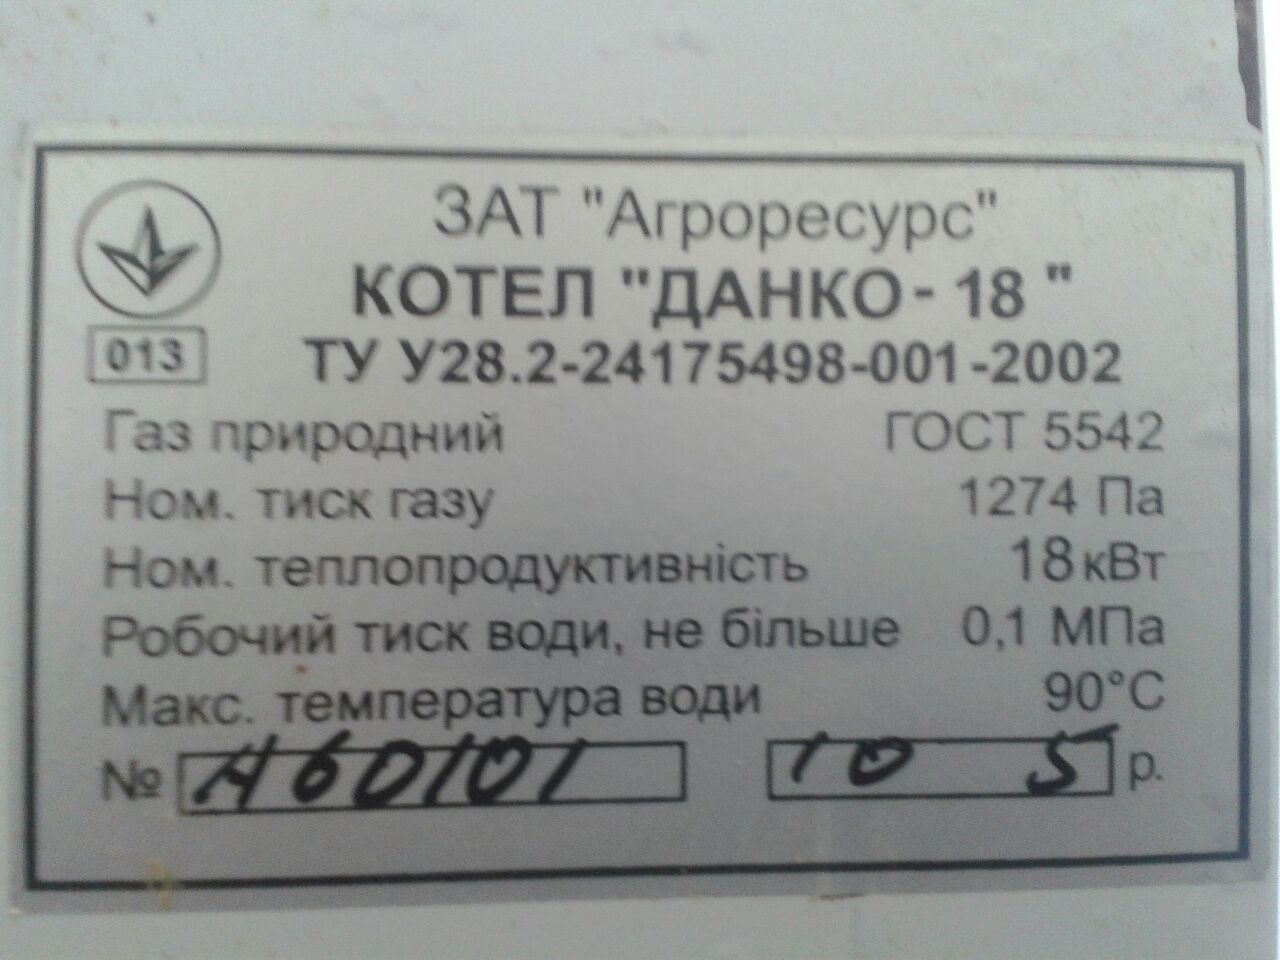 ЗАТ "Агроресурс"
КОТЕЛ "ДАНКО - 18 "
013
ТУ У28.2-24175498-001-2002
Газ природний ГОСТ 5542
Ном. тиск газу 1274 Па
Ном. теплопродуктивність 18 кВт
Робочий тиск води, не більше 0,1 МПа
Макс. температура води 90°С
№ А60101 10 5 р.